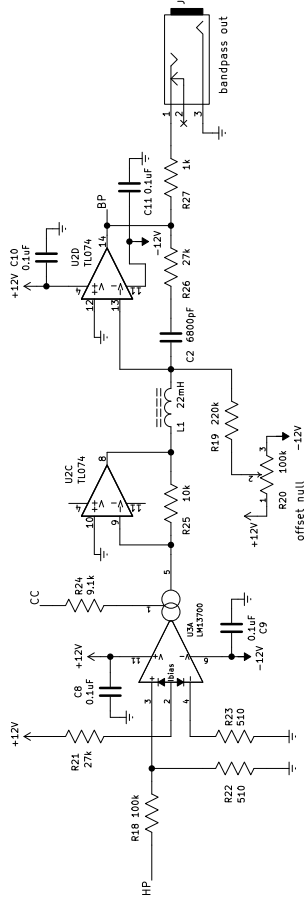 HP
R18 100k
R22
510
R23
510
+12V
R21
27k
C8
0.1uF
+12V
11
V+
3
2
4
+
-
Ibias
V-
6
1
5
U3A
LM13700
-12V
0.1uF
C9
CC
R24
9.1k
R25
10k
10
9
8
U2C
TL074
4
V+
V-
11
L1
22mH
+12V
R20
100k
1
2
3
-12V
offset null
R19 220k
C2
6800pF
R26
27k
+12V
C10
0.1uF
U2D
TL074
12
13
14
4
V+
V-
11
BP
C11 0.1uF
-12V
R27
1k
1
2
3
J
bandpass out